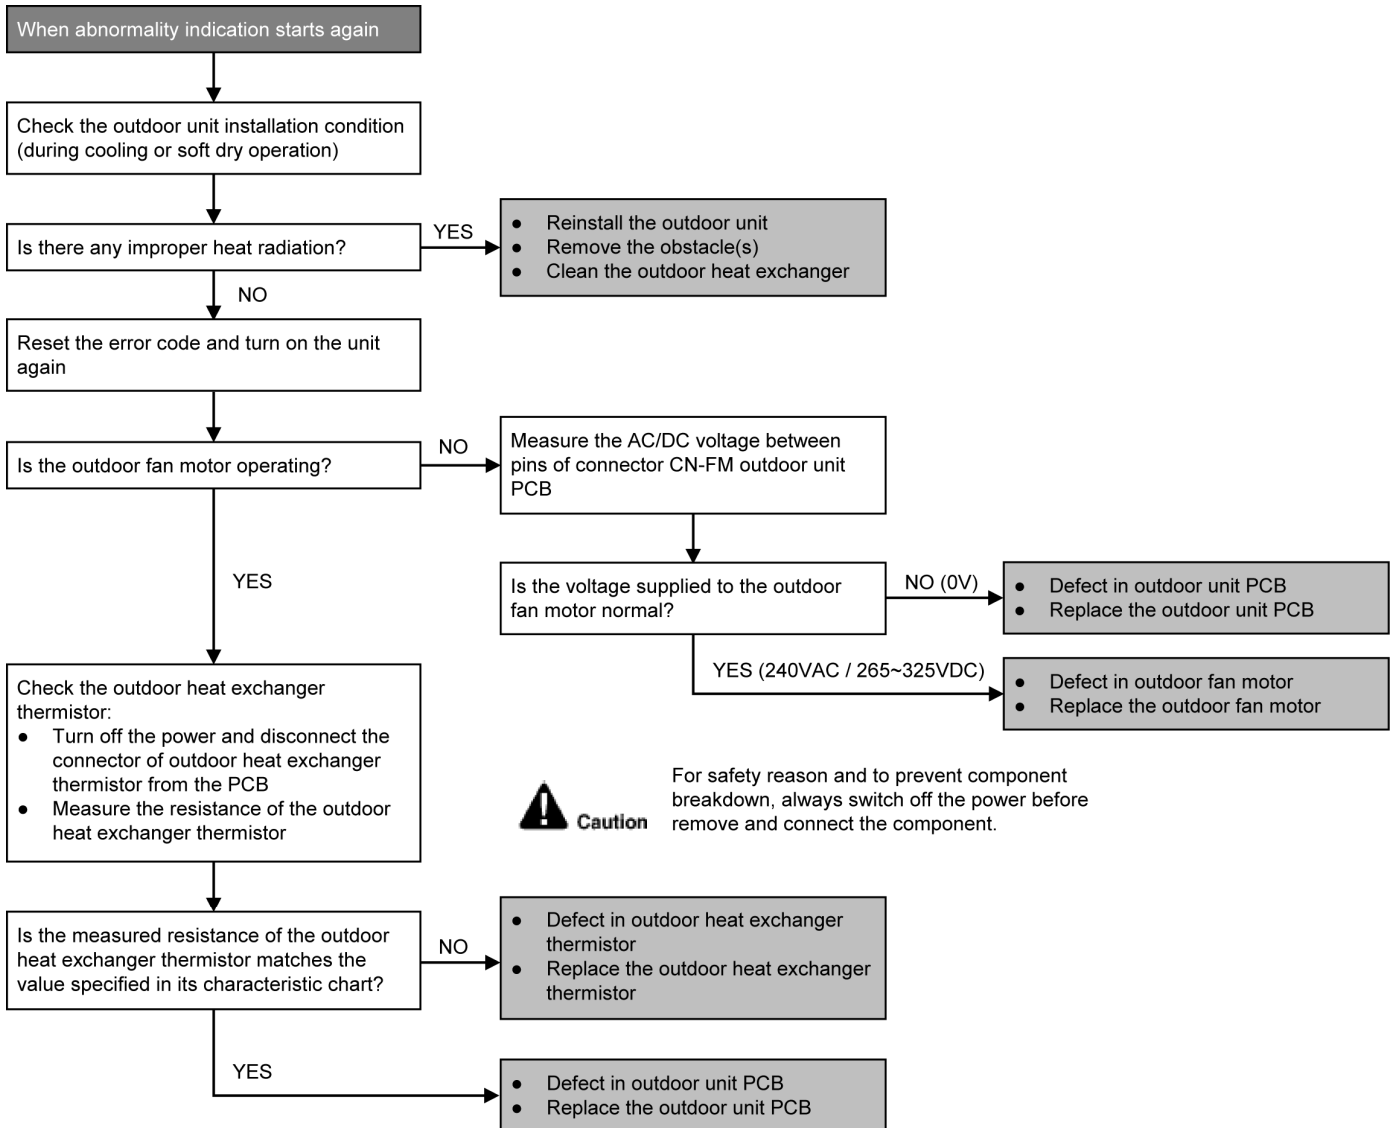 When abnormality indication starts again
Check the outdoor unit installation condition
(during cooling or soft dry operation)
Is there any improper heat radiation?
YES
● Reinstall the outdoor unit
● Remove the obstacle(s)
● Clean the outdoor heat exchanger
NO
Reset the error code and turn on the unit
again
Is the outdoor fan motor operating?
NO
Measure the AC/DC voltage between
pins of connector CN-FM outdoor unit
PCB
YES
Is the voltage supplied to the outdoor
fan motor normal?
NO (0V)
● Defect in outdoor unit PCB
● Replace the outdoor unit PCB
YES (240VAC / 265~325VDC)
● Defect in outdoor fan motor
● Replace the outdoor fan motor
Check the outdoor heat exchanger
thermistor:
● Turn off the power and disconnect the
connector of outdoor heat exchanger
thermistor from the PCB
● Measure the resistance of the outdoor
heat exchanger thermistor
Caution
For safety reason and to prevent component
breakdown, always switch off the power before
remove and connect the component.
Is the measured resistance of the outdoor
heat exchanger thermistor matches the
value specified in its characteristic chart?
NO
● Defect in outdoor heat exchanger
thermistor
● Replace the outdoor heat exchanger
thermistor
YES
● Defect in outdoor unit PCB
● Replace the outdoor unit PCB